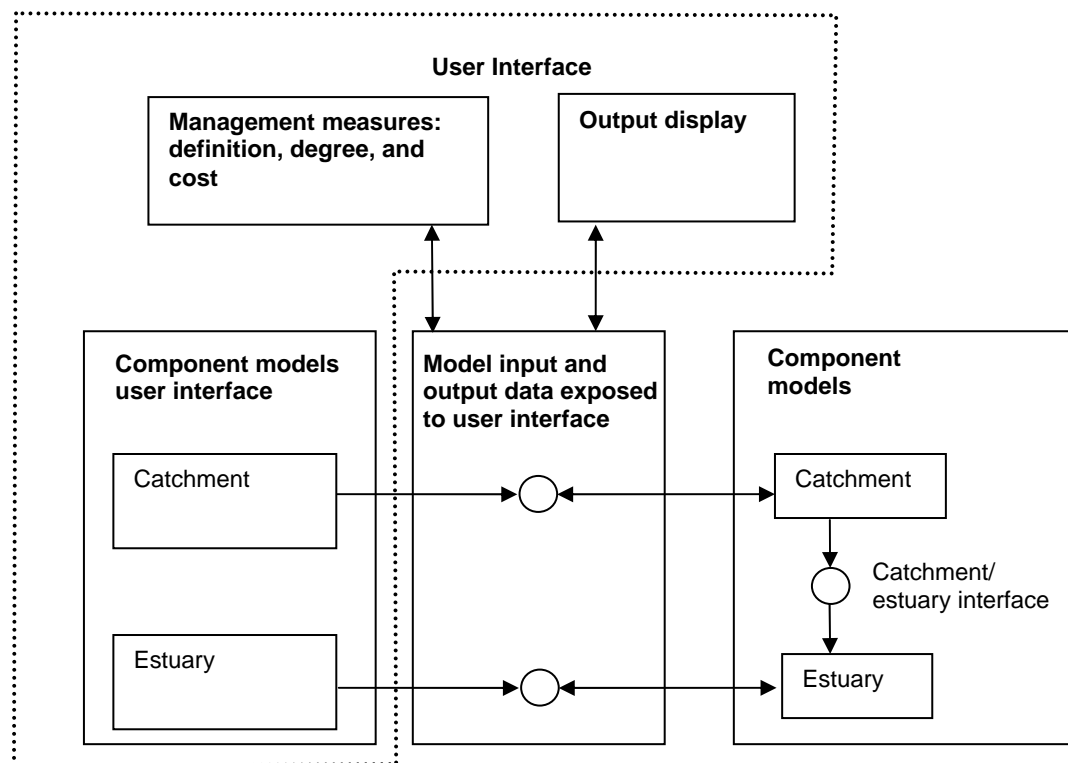 User Interface
Management measures:
definition, degree, and
cost
Output display
Component models
user interface
Model input and
output data exposed
to user interface
Component
models
Catchment
Catchment
Catchment/
estuary interface
Estuary
Estuary